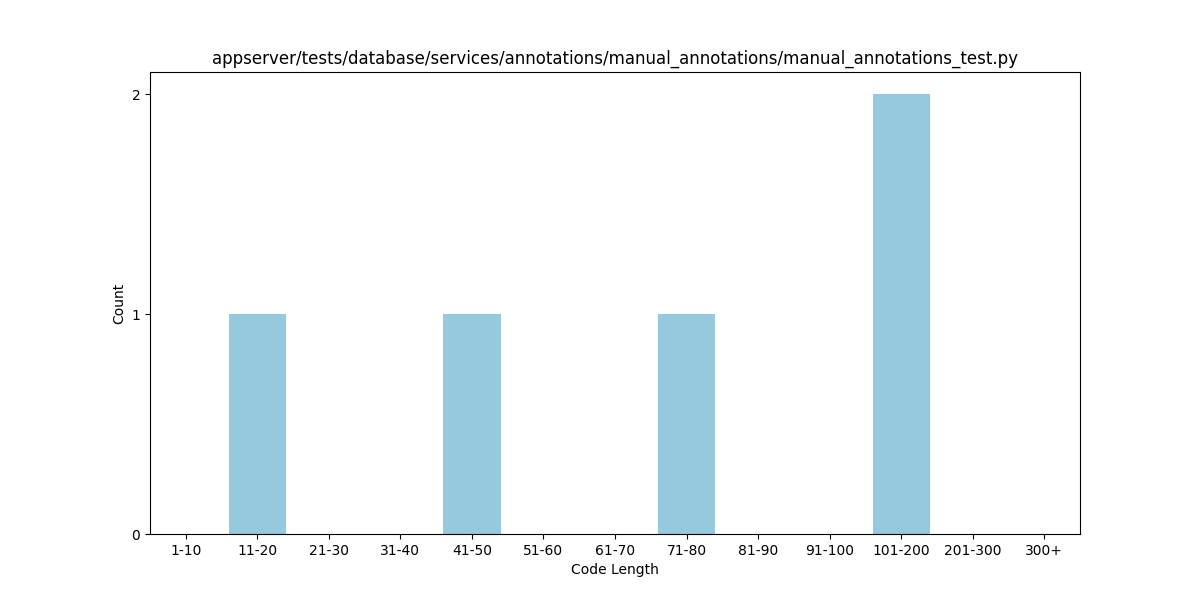 appserver/tests/database/services/annotations/manual_annotations/manual_annotations_test.py
2
1
0
Count
1-10 11-20 21-30 31-40 41-50 51-60 61-70 71-80 81-90 91-100 101-200 201-300 300+
Code Length